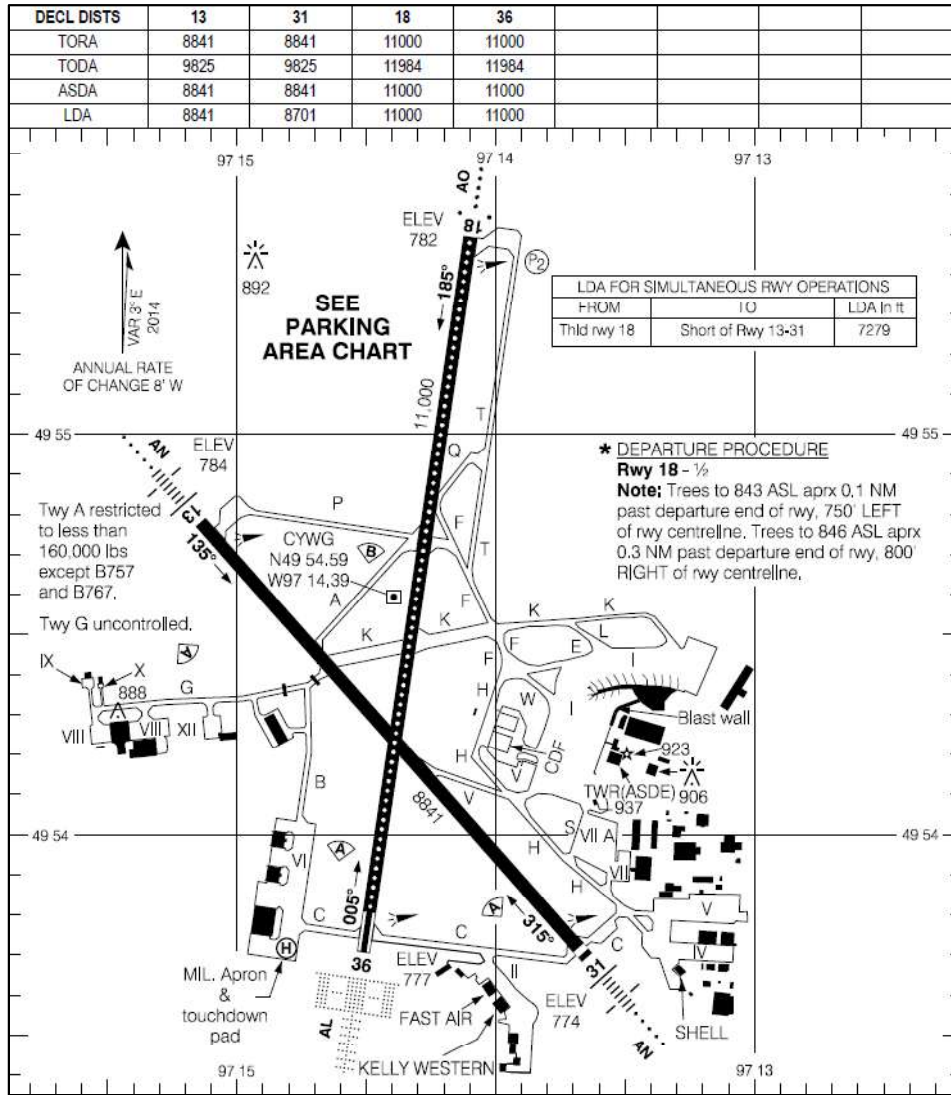 DECL DISTS 13 31 18 36
TORA 8841 8841 11000 11000
TODA 9825 9825 11984 11984
ASDA 8841 8841 11000 11000
LDA 8841 8701 11000 11000
97 15 97 14 97 13
AO
ELEV
782
18
P2
892
185°
VAR 3° E
2014
SEE
PARKING
AREA CHART
LDA FOR SIMULTANEOUS RWY OPERATIONS
FROM TO LDA in ft
Thld rwy 18 Short of Rwy 13-31 7279
ANNUAL RATE
OF CHANGE 8' W
11,000
T
49 55 49 55
AN
ELEV
784
Q
* DEPARTURE PROCEDURE
Rwy 18 - ½
Note: Trees to 843 ASL aprx 0.1 NM
past departure end of rwy, 750' LEFT
of rwy centreline. Trees to 846 ASL aprx
0.3 NM past departure end of rwy, 800'
RIGHT of rwy centreline.
Twy A restricted
to less than
160,000 lbs
except B757
and B767.
Twy G uncontrolled.
13
135°
P
F
T
CYWG
N49 54.59
W97 14.39
B
A
F
K K K K
L
F E
A
IX X
888
G
F
H
W
I
I
Blast wall
VIII VIII XII
CDF
923
H
V
V
TWR(ASDE)
937
906
B
8841
49 54 49 54
S
VII A
H
VI
A
VII
H
005°
C
A
315°
V
C
C
IV
H
36
ELEV
777
II
31
MIL. Apron
&
touchdown
pad
AL
FAST AIR
ELEV
774
SHELL
KELLY WESTERN
AN
97 15 97 13